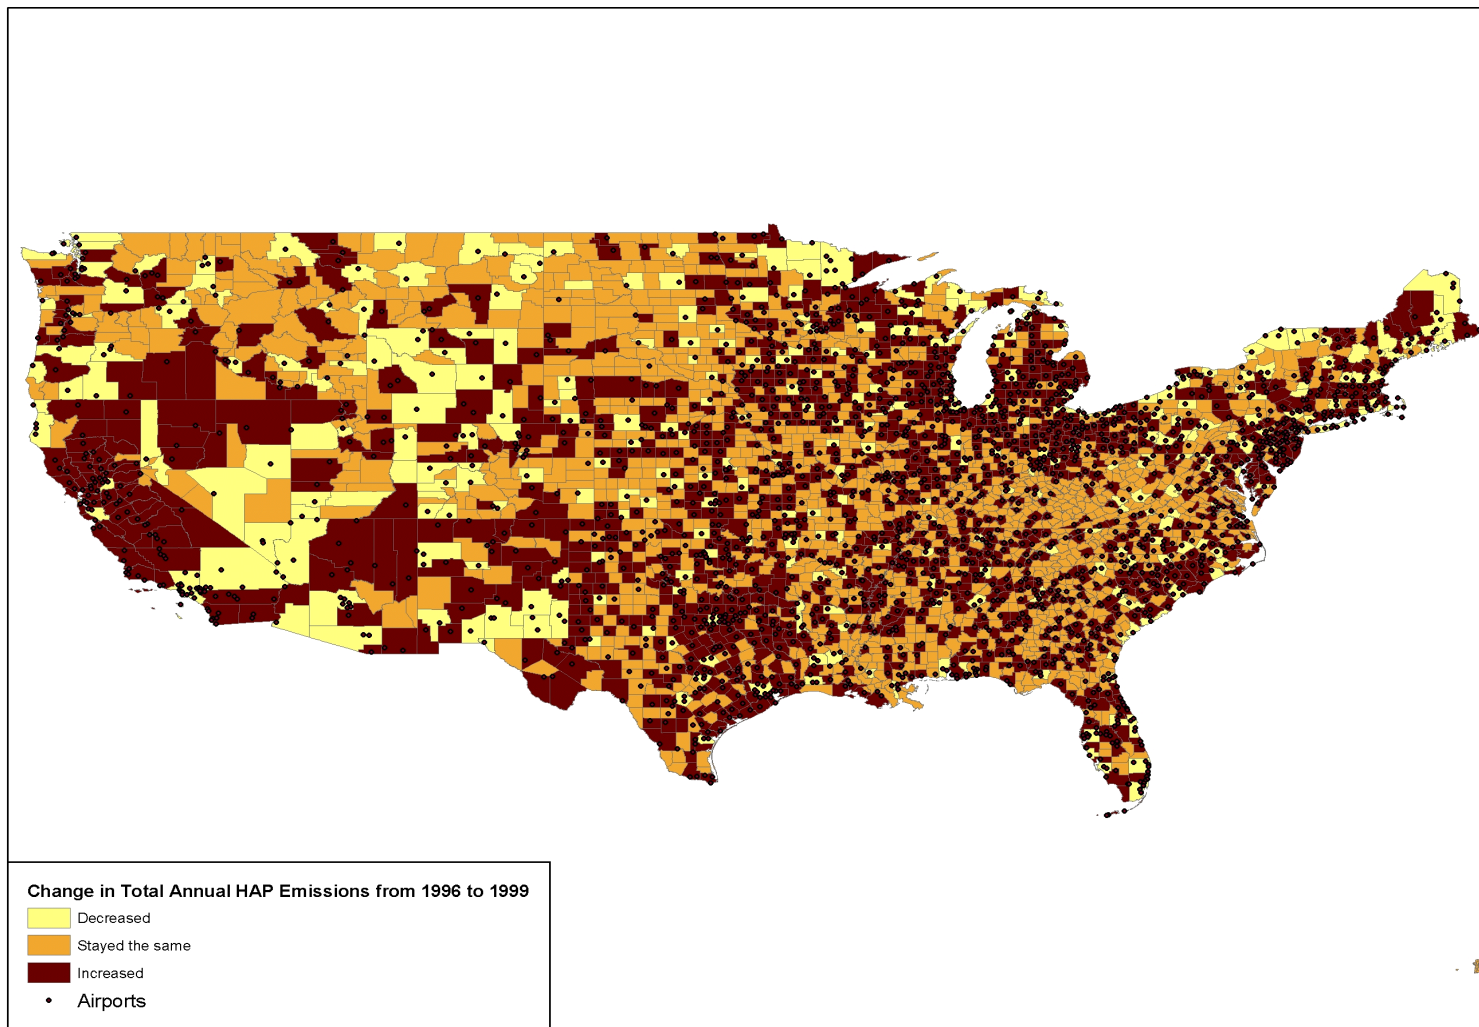 Change in Total Annual HAP Emissions from 1996 to 1999
Decreased
Stayed the same
Increased
Airports